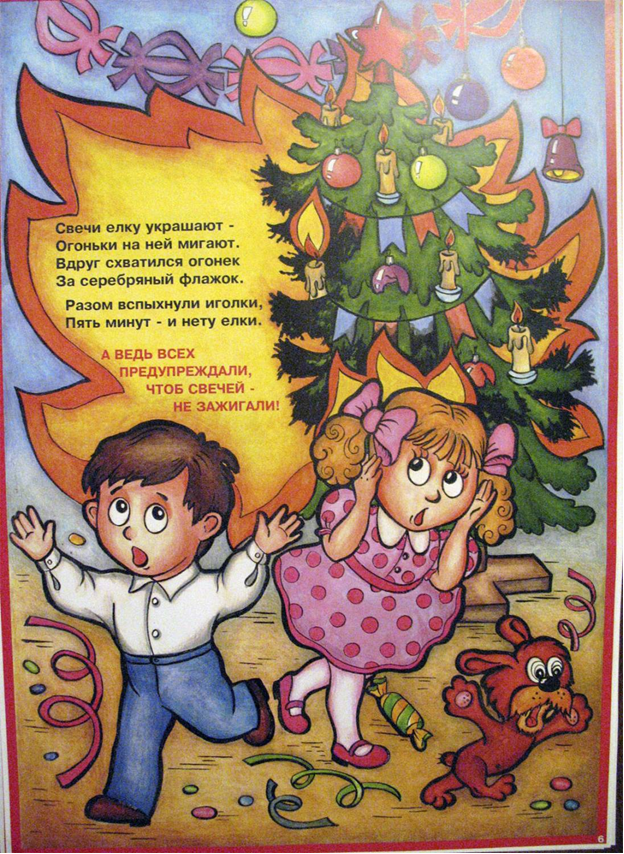 Свечи елку украшают -
Огоньки на ней мигают.
Вдруг схватился огонек
За серебряный флажок.
Разом вспыхнули иголки,
Пять минут - и нету елки.
А ВЕДЬ ВСЕХ
ПРЕДУПРЕЖДАЛИ,
ЧТОБ СВЕЧЕЙ -
НЕ ЗАЖИГАЛИ!
6